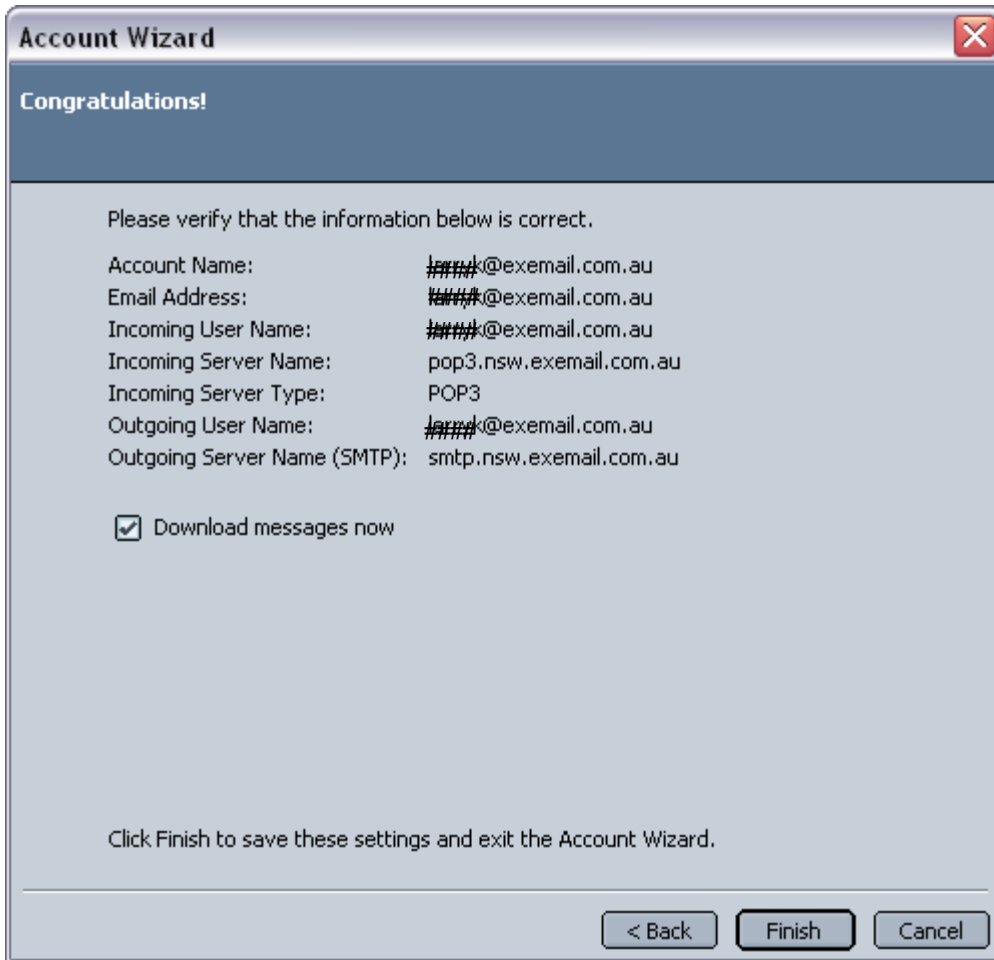 Account Wizard
Congratulations!
Please verify that the information below is correct.
Account Name: @exemail.com.au
Email Address: @exemail.com.au
Incoming User Name: @exemail.com.au
Incoming Server Name: pop3.nsw.exemail.com.au
Incoming Server Type: POP3
Outgoing User Name: @exemail.com.au
Outgoing Server Name (SMTP): smtp.nsw.exemail.com.au
Download messages now
Click Finish to save these settings and exit the Account Wizard.
< Back Finish Cancel